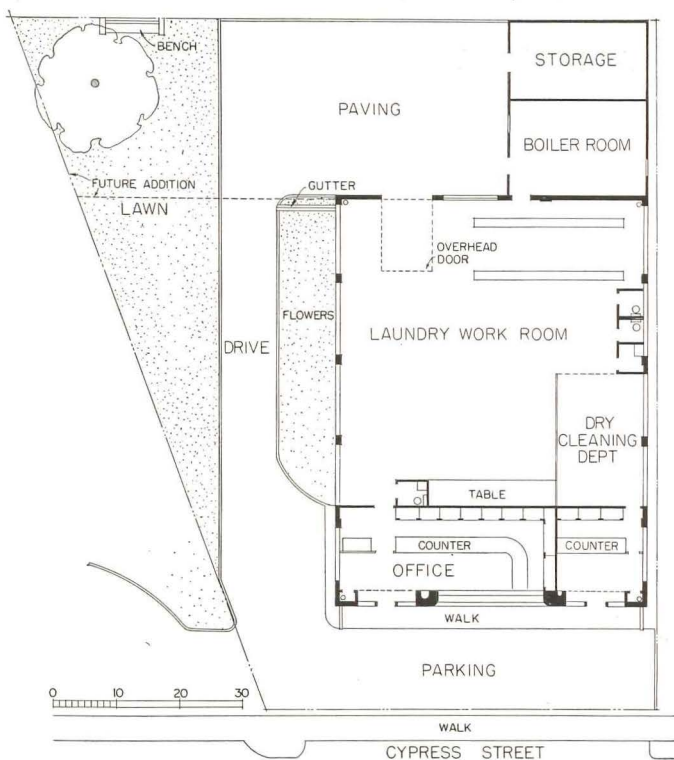 BENCH
STORAGE
PAVING
BOILER ROOM
FUTURE ADDITION
GUTTER
LAWN
OVERHEAD
DOOR
FLOWERS
LAUNDRY WORK ROOM
DRIVE
DRY
CLEANING
DEPT
TABLE
COUNTER
COUNTER
OFFICE
WALK
PARKING
0 10 20 30
WALK
CYPRESS STREET